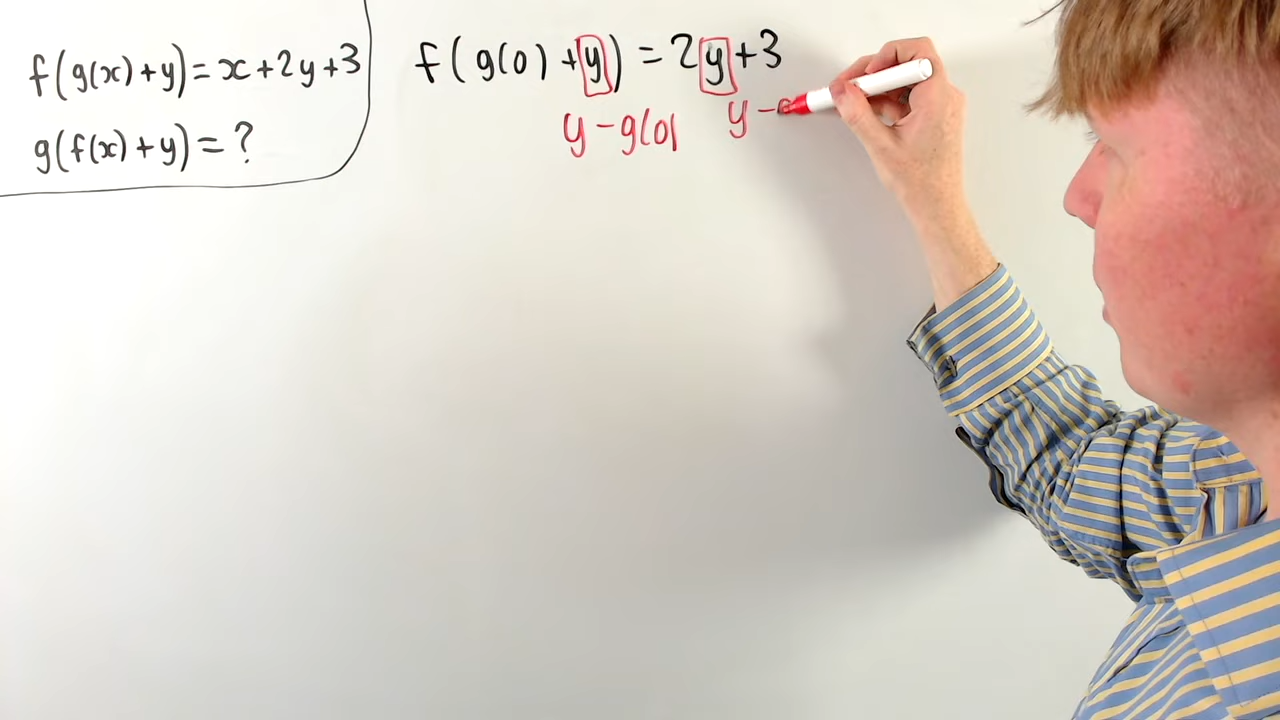 f(g(x)+y)=x+2y+3
g(f(x)+y)=?
f(g(0)+y)=2y+3
y-g(0) y-